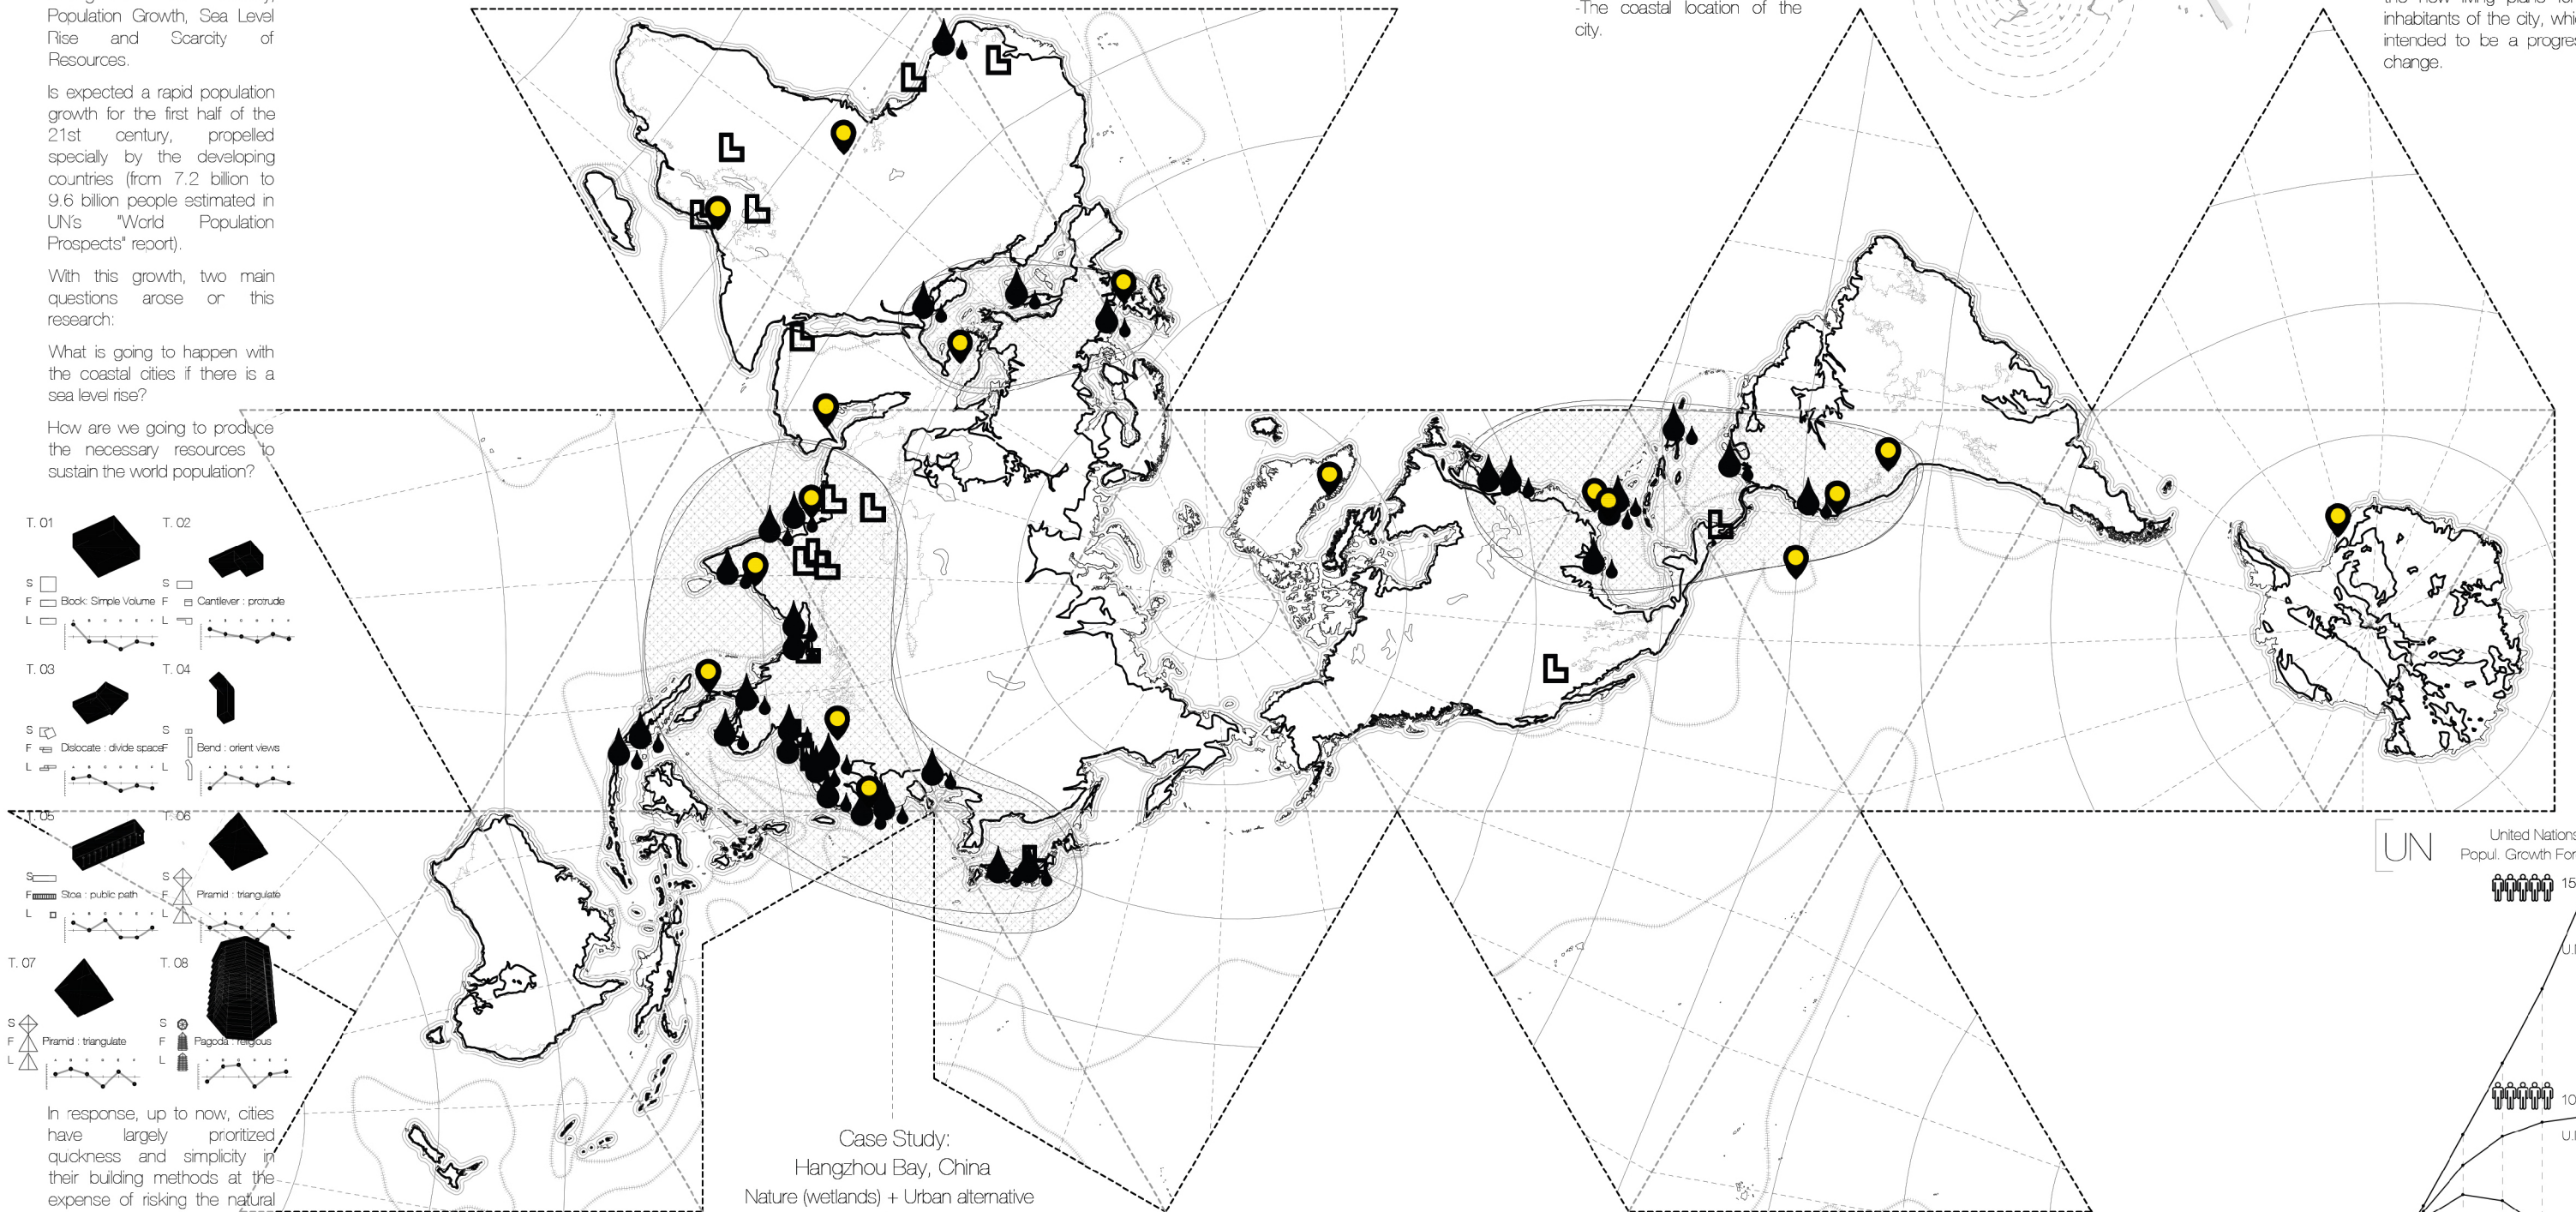 Population Growth, Sea Level
Rise and Scarcity of
Resources.
Is expected a rapid population
growth for the first half of the
21st century, propelled
specially by the developing
countries (from 7.2 billion to
9.6 billion people estimated in
UN's "World Population
Prospects" report).
With this growth, two main
questions arose on this
research:
What is going to happen with
the coastal cities if there is a
sea level rise?
How are we going to produce
the necessary resources to
sustain the world population?
T. 01
T. 02
S
S
F Block: Simple Volume
F Cantilever : protrude
L
L
T. 03
T. 04
S
S
F Dislocate : divide space
F Bend : orient views
L
L
T. 05
T. 06
S
S
F Stoa : public path
F Piramid : triangulate
L
L
T. 07
T. 08
S
S
F Piramid : triangulate
F Pagoda : religious
L
L
In response, up to now, cities
have largely prioritized
quickness and simplicity in
their building methods at the
expense of risking the natural
-The coastal location of the
city.
inhabitants of the city,
intended to be a
change.
Case Study:
Hangzhou Bay, China
Nature (wetlands) + Urban alternative
UN
United Nations
Popul. Growth
15
10